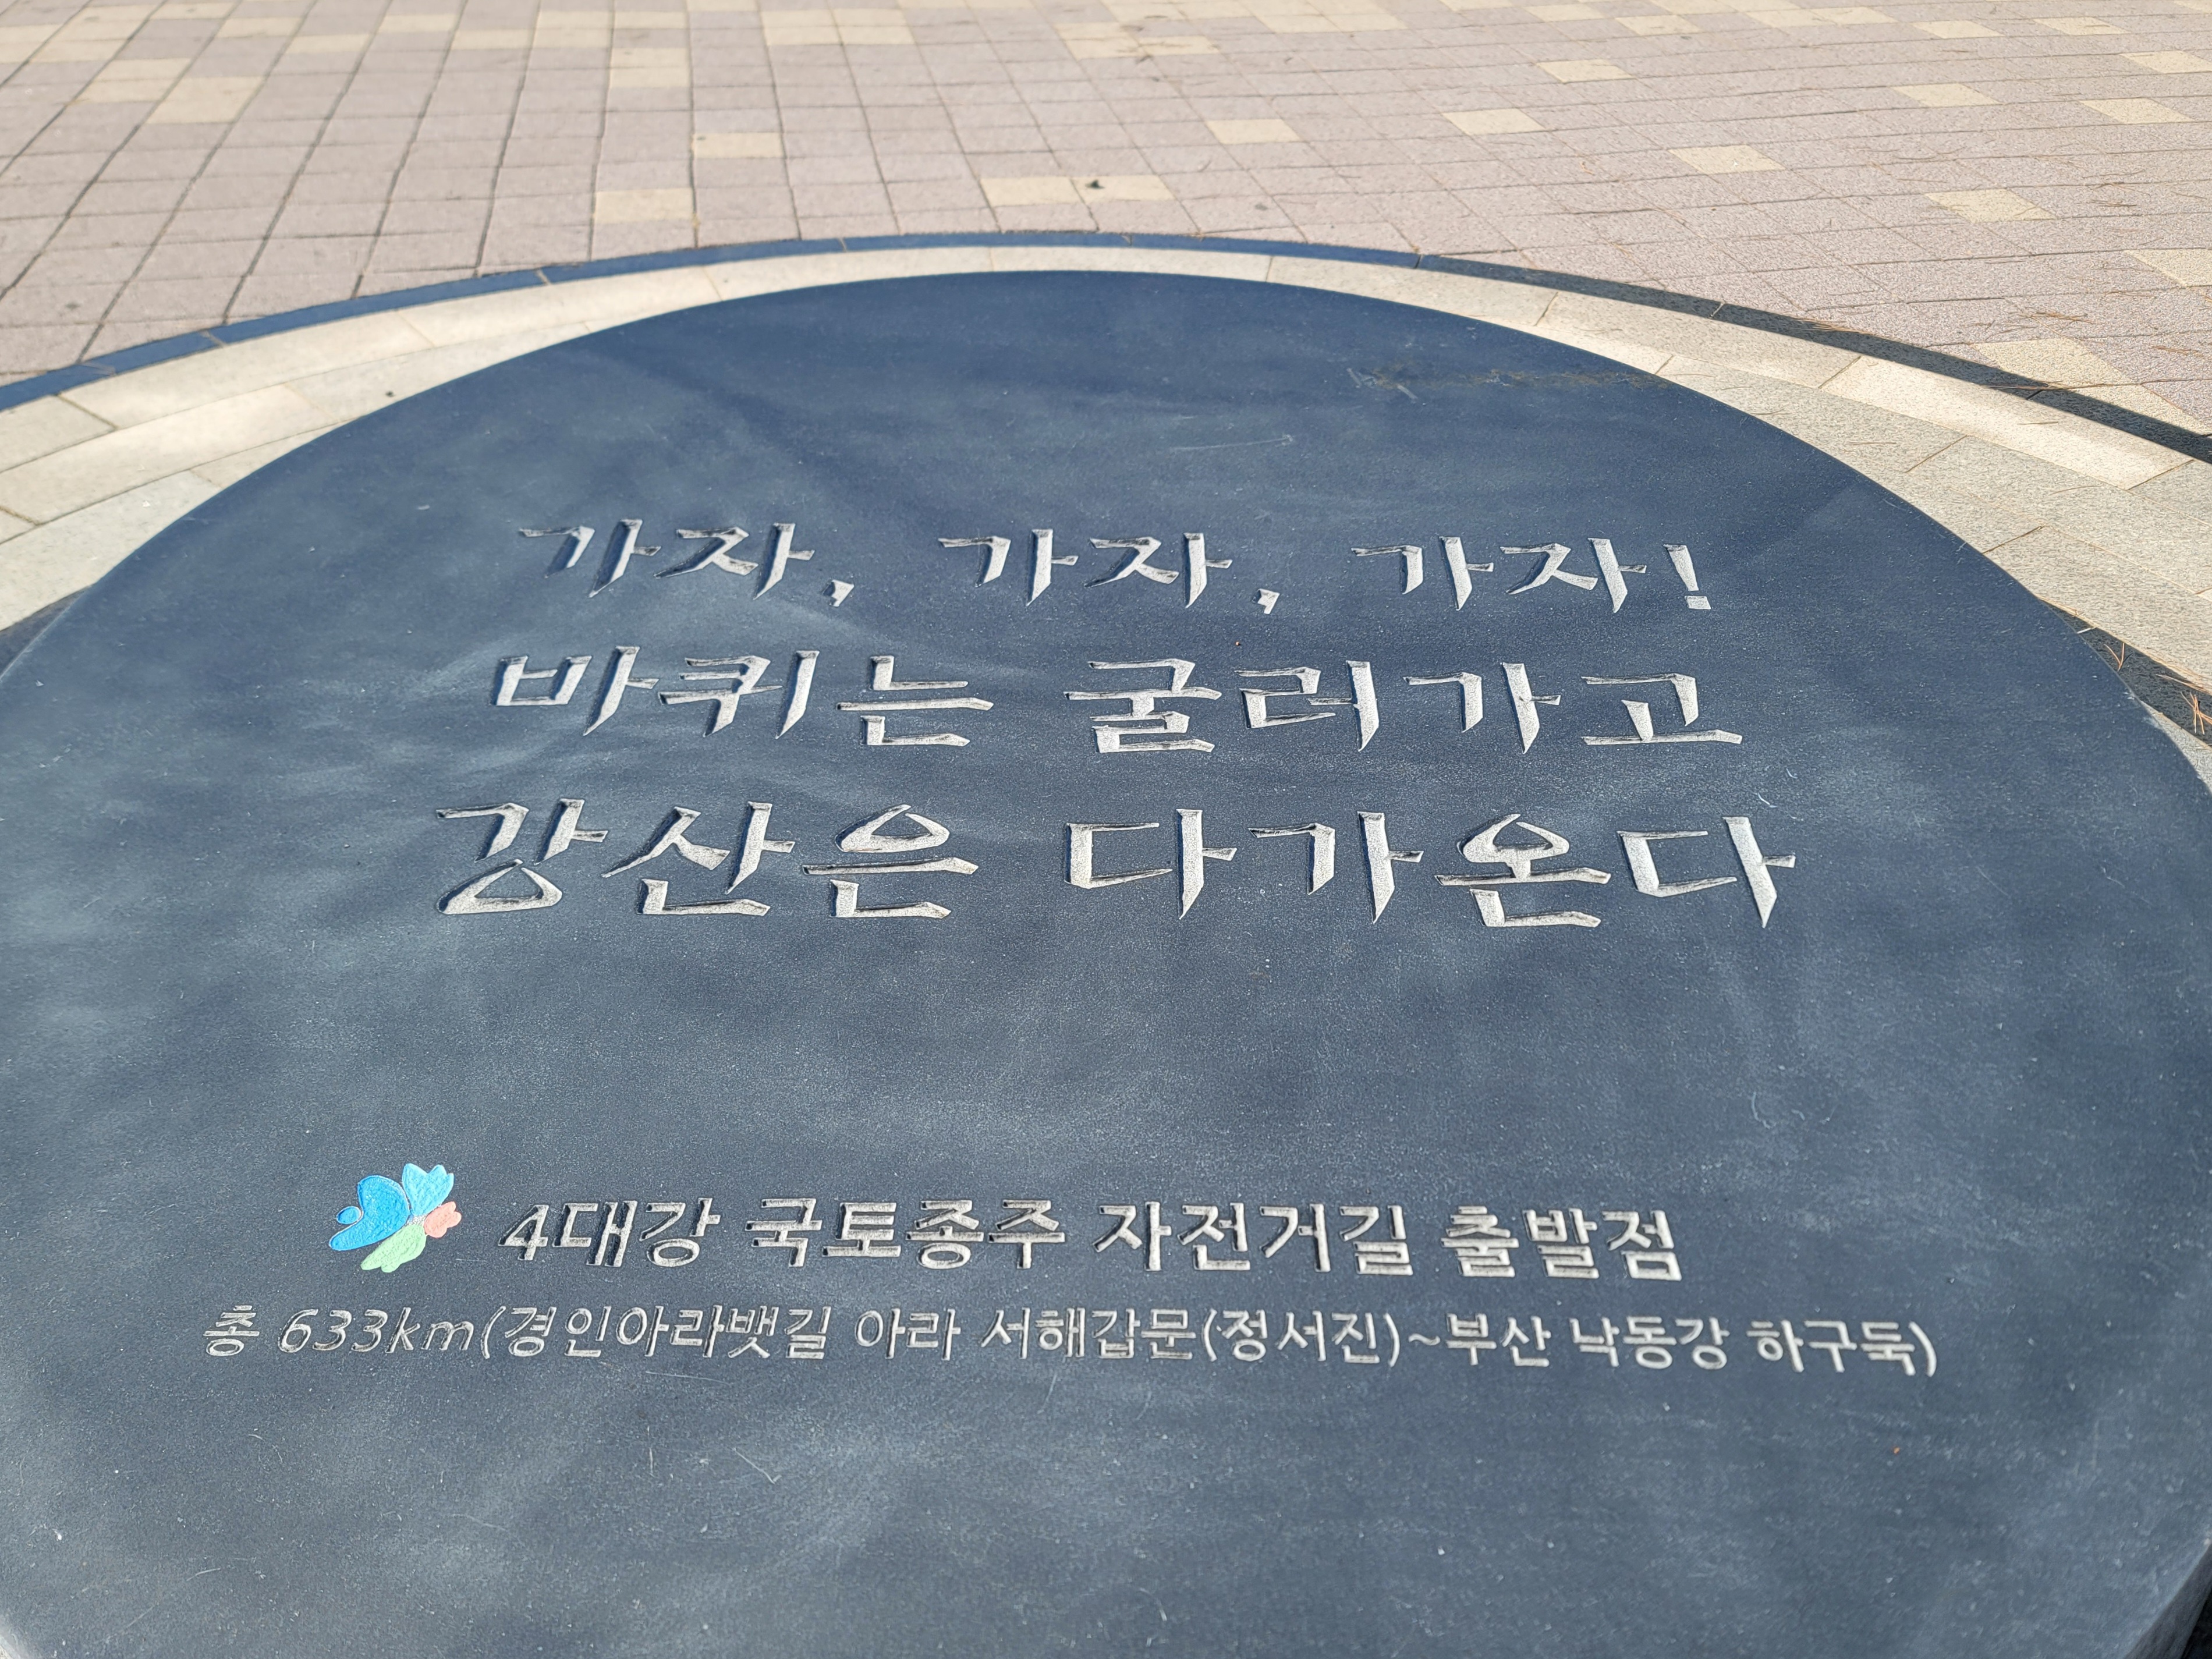 가자, 가자, 가자!
바퀴는 굴러가고
강산은 다가온다
4대강 국토종주 자전거길 출발점
총 633km(경인아라뱃길 아라 서해갑문(정서진)~부산 낙동강 하구둑)